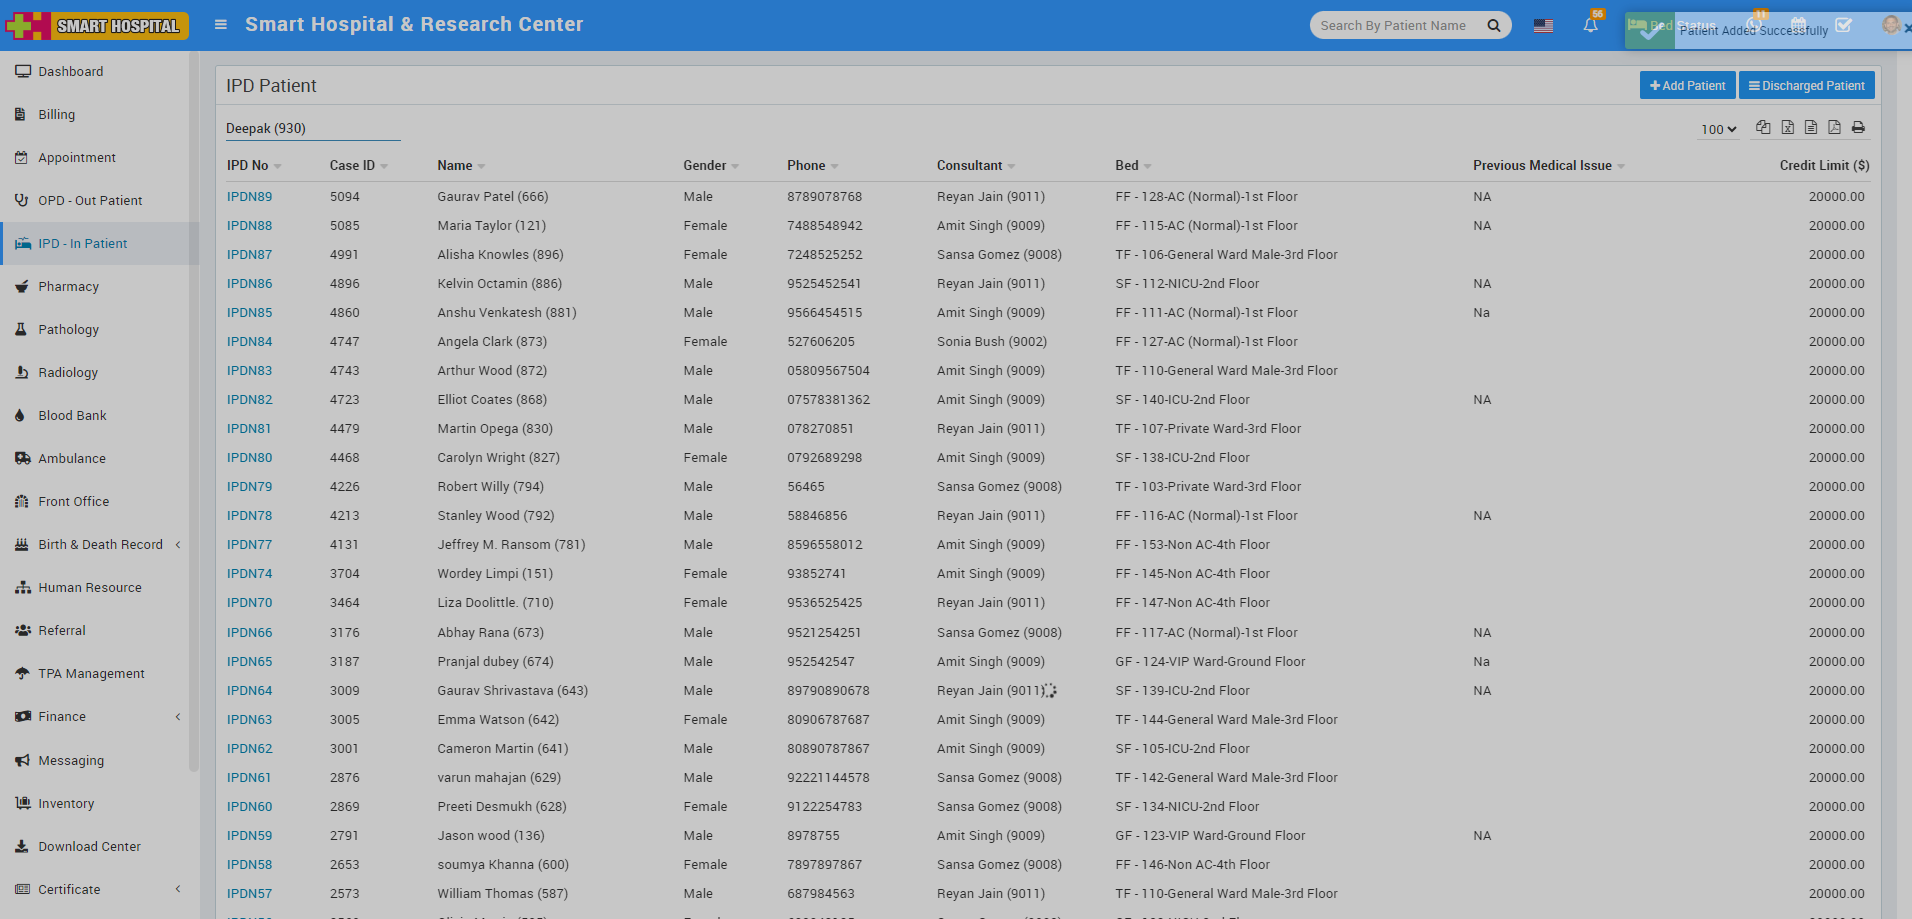 SMART HOSPITAL
Smart Hospital & Research Center
Search By Patient Name
56
Bed Status
11
Patient Added Successfully
Dashboard
Billing
Appointment
OPD - Out Patient
IPD - In Patient
Pharmacy
Pathology
Radiology
Blood Bank
Ambulance
Front Office
Birth & Death Record
Human Resource
Referral
TPA Management
Finance
Messaging
Inventory
Download Center
Certificate
IPD Patient
Add Patient
Discharged Patient
Deepak (930)
100
IPD No Case ID Name Gender Phone Consultant Bed Previous Medical Issue Credit Limit ($)
IPDN89 5094 Gaurav Patel (666) Male 8789078768 Reyan Jain (9011) FF - 128-AC (Normal)-1st Floor NA 20000.00
IPDN88 5085 Maria Taylor (121) Female 7488548942 Amit Singh (9009) FF - 115-AC (Normal)-1st Floor NA 20000.00
IPDN87 4991 Alisha Knowles (896) Female 7248525252 Sansa Gomez (9008) TF - 106-General Ward Male-3rd Floor 20000.00
IPDN86 4896 Kelvin Octamin (886) Male 9525452541 Reyan Jain (9011) SF - 112-NICU-2nd Floor NA 20000.00
IPDN85 4860 Anshu Venkatesh (881) Male 9566454515 Amit Singh (9009) FF - 111-AC (Normal)-1st Floor Na 20000.00
IPDN84 4747 Angela Clark (873) Female 527606205 Sonia Bush (9002) FF - 127-AC (Normal)-1st Floor 20000.00
IPDN83 4743 Arthur Wood (872) Male 05809567504 Amit Singh (9009) TF - 110-General Ward Male-3rd Floor 20000.00
IPDN82 4723 Elliot Coates (868) Male 07578381362 Amit Singh (9009) SF - 140-ICU-2nd Floor NA 20000.00
IPDN81 4479 Martin Opega (830) Male 078270851 Reyan Jain (9011) TF - 107-Private Ward-3rd Floor 20000.00
IPDN80 4468 Carolyn Wright (827) Female 0792689298 Amit Singh (9009) SF - 138-ICU-2nd Floor 20000.00
IPDN79 4226 Robert Willy (794) Male 56465 Sansa Gomez (9008) TF - 103-Private Ward-3rd Floor 20000.00
IPDN78 4213 Stanley Wood (792) Male 58846856 Reyan Jain (9011) FF - 116-AC (Normal)-1st Floor NA 20000.00
IPDN77 4131 Jeffrey M. Ransom (781) Male 8596558012 Amit Singh (9009) FF - 153-Non AC-4th Floor 20000.00
IPDN74 3704 Wordey Limpi (151) Female 93852741 Amit Singh (9009) FF - 145-Non AC-4th Floor 20000.00
IPDN70 3464 Liza Doolittle. (710) Female 9536525425 Reyan Jain (9011) FF - 147-Non AC-4th Floor 20000.00
IPDN66 3176 Abhay Rana (673) Male 9521254251 Sansa Gomez (9008) FF - 117-AC (Normal)-1st Floor NA 20000.00
IPDN65 3187 Pranjal dubey (674) Male 952542547 Amit Singh (9009) GF - 124-VIP Ward-Ground Floor Na 20000.00
IPDN64 3009 Gaurav Shrivastava (643) Male 89790890678 Reyan Jain (9011) SF - 139-ICU-2nd Floor NA 20000.00
IPDN63 3005 Emma Watson (642) Female 80906787687 Amit Singh (9009) TF - 144-General Ward Male-3rd Floor 20000.00
IPDN62 3001 Cameron Martin (641) Male 80890787867 Amit Singh (9009) SF - 105-ICU-2nd Floor 20000.00
IPDN61 2876 varun mahajan (629) Male 92221144578 Sansa Gomez (9008) TF - 142-General Ward Male-3rd Floor 20000.00
IPDN60 2869 Preeti Desmukh (628) Female 9122254783 Sansa Gomez (9008) SF - 134-NICU-2nd Floor 20000.00
IPDN59 2791 Jason wood (136) Male 8978755 Amit Singh (9009) GF - 123-VIP Ward-Ground Floor NA 20000.00
IPDN58 2653 soumya Khanna (600) Female 7897897867 Sansa Gomez (9008) FF - 146-Non AC-4th Floor 20000.00
IPDN57 2573 William Thomas (587) Male 687984563 Reyan Jain (9011) TF - 110-General Ward Male-3rd Floor 20000.00